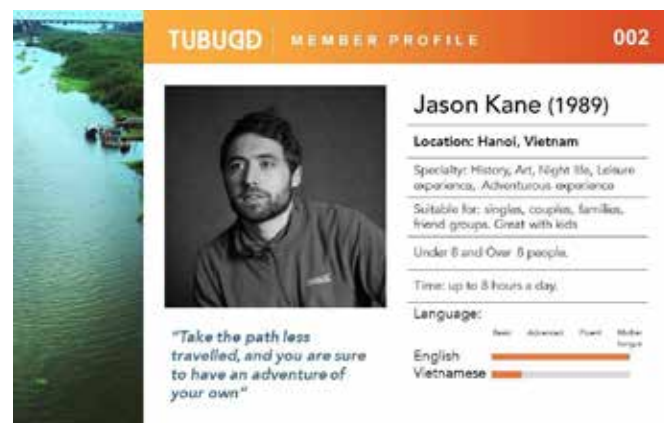 TUBUDD MEMBER PROFILE 002
Jason Kane (1989)
Location: Hanoi, Vietnam
Specialty: History, Art, Night life, Leisure
experience, Adventurous experience
Suitable for: singles, couples, families,
friend groups. Great with kids
Under 8 and Over 8 people.
Time: up to 8 hours a day.
Language:
Basic Advanced Fluent Mother
tongue
English
Vietnamese
"Take the path less
travelled, and you are sure
to have an adventure of
your own"